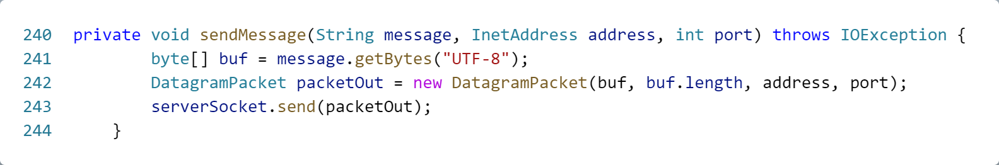 240 private void sendMessage(String message, InetAddress address, int port) throws IOException {
241         byte[] buf = message.getBytes("UTF-8");
242         DatagramPacket packetOut = new DatagramPacket(buf, buf.length, address, port);
243         serverSocket.send(packetOut);
244     }